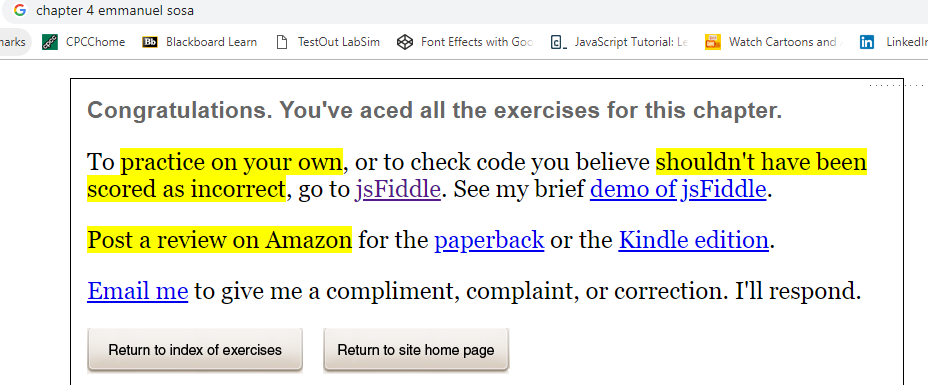 chapter 4 emmanuel sosa
narks CPCChome Bb Blackboard Learn TestOut LabSim Font Effects with Goo c_ JavaScript Tutorial: Le Watch Cartoons and in LinkedIn
Congratulations. You've aced all the exercises for this chapter.
To practice on your own, or to check code you believe shouldn't have been
scored as incorrect, go to jsFiddle. See my brief demo of jsFiddle.
Post a review on Amazon for the paperback or the Kindle edition.
Email me to give me a compliment, complaint, or correction. I'll respond.
Return to index of exercises Return to site home page